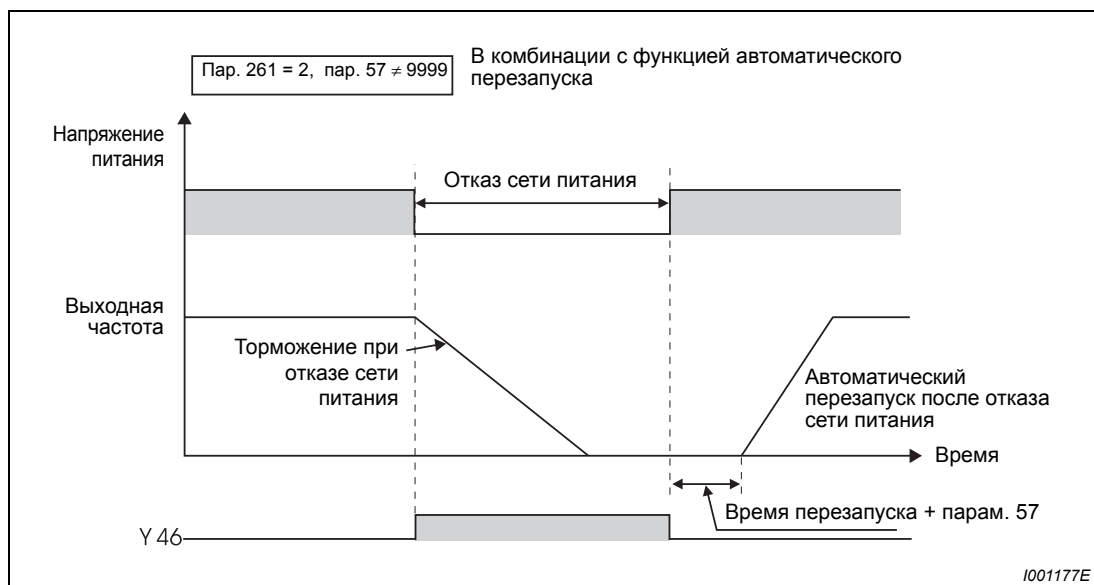 Пар. 261 = 2, пар. 57 ≠ 9999
В комбинации с функцией автоматического
перезапуска
Напряжение
питания
Отказ сети питания
Выходная
частота
Торможение при
отказе сети
питания
Автоматический
перезапуск после отказа
сети питания
Время
Время перезапуска + парам. 57
Y 46
I001177E